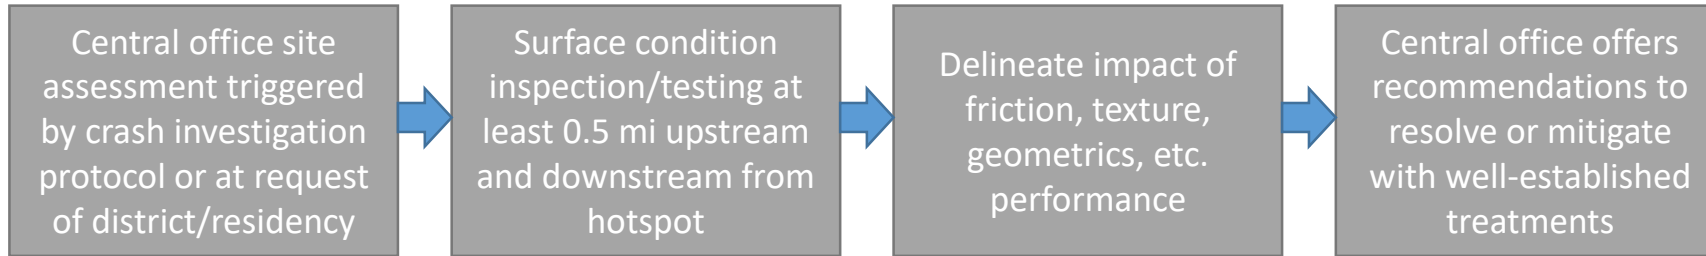 Central office site
assessment triggered
by crash investigation
protocol or at request
of district/residency
Surface condition
inspection/testing at
least 0.5 mi upstream
and downstream from
hotspot
Delineate impact of
friction, texture,
geometrics, etc.
performance
Central office offers
recommendations to
resolve or mitigate
with well-established
treatments